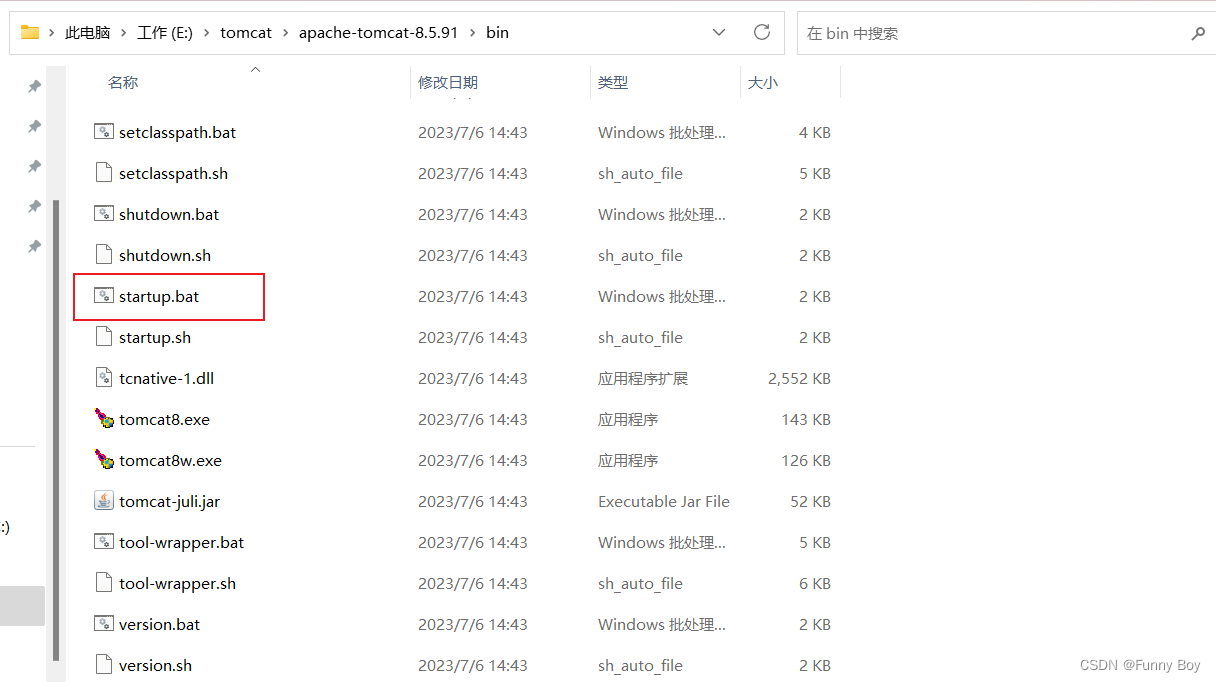 此电脑 > 工作 (E:) > tomcat > apache-tomcat-8.5.91 > bin
在 bin 中搜索
名称 修改日期 类型 大小
setclasspath.bat 2023/7/6 14:43 Windows 批处理... 4 KB
setclasspath.sh 2023/7/6 14:43 sh_auto_file 5 KB
shutdown.bat 2023/7/6 14:43 Windows 批处理... 2 KB
shutdown.sh 2023/7/6 14:43 sh_auto_file 2 KB
startup.bat 2023/7/6 14:43 Windows 批处理... 2 KB
startup.sh 2023/7/6 14:43 sh_auto_file 2 KB
tcnative-1.dll 2023/7/6 14:43 应用程序扩展 2,552 KB
tomcat8.exe 2023/7/6 14:43 应用程序 143 KB
tomcat8w.exe 2023/7/6 14:43 应用程序 126 KB
tomcat-juli.jar 2023/7/6 14:43 Executable Jar File 52 KB
:)
tool-wrapper.bat 2023/7/6 14:43 Windows 批处理... 5 KB
tool-wrapper.sh 2023/7/6 14:43 sh_auto_file 6 KB
version.bat 2023/7/6 14:43 Windows 批处理... 2 KB
version.sh 2023/7/6 14:43 sh_auto_file 2 KB
CSDN @Funny Boy